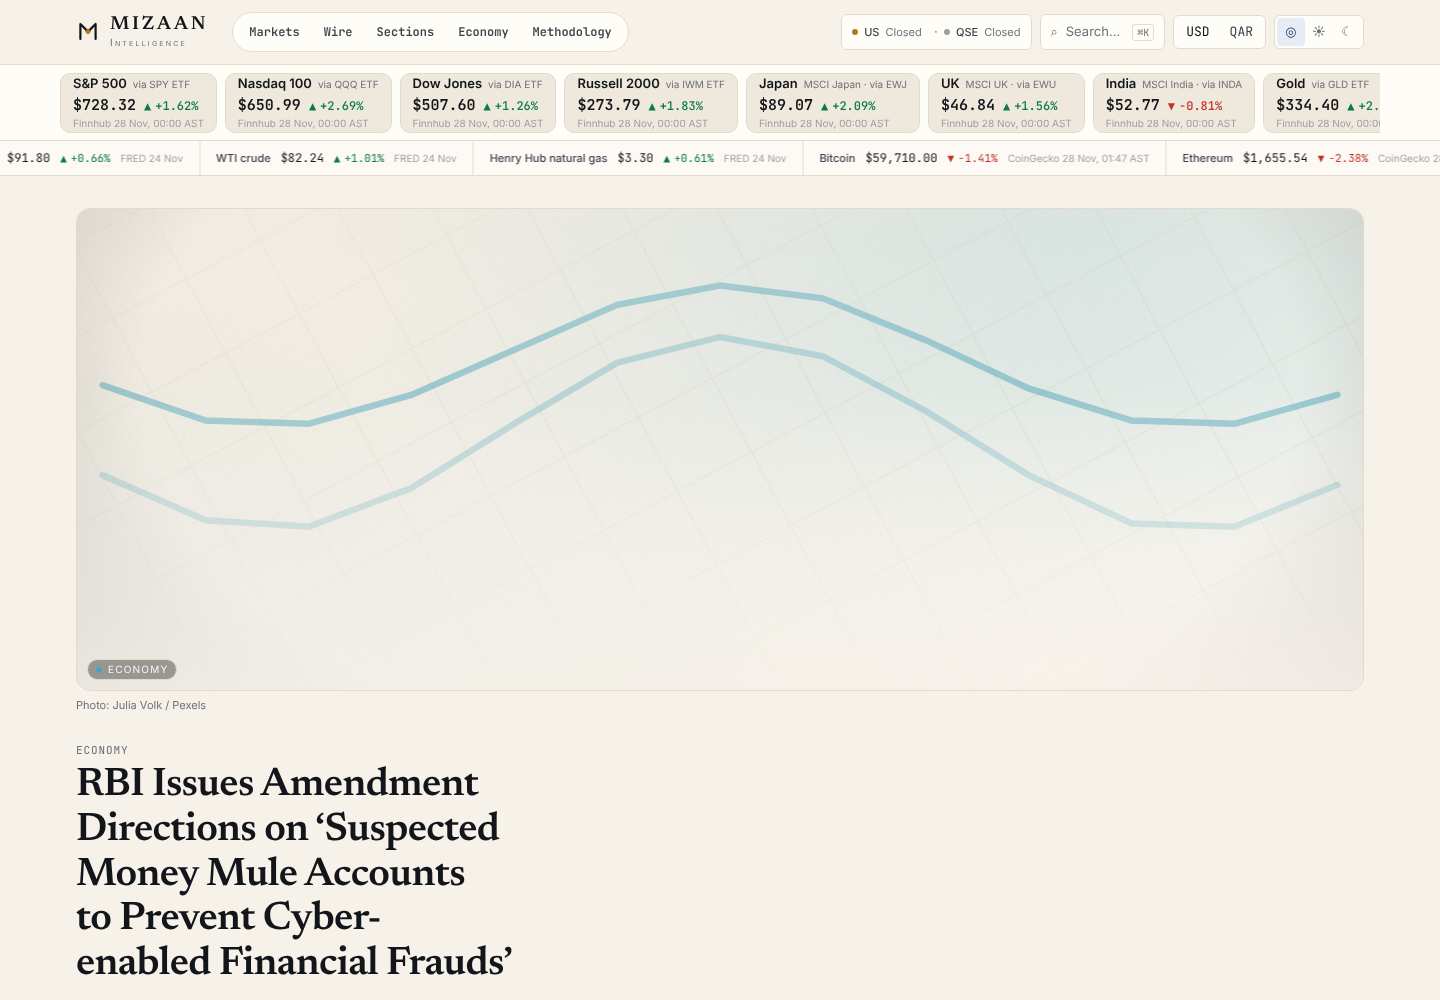 MIZAAN
Intelligence
Markets Wire Sections Economy Methodology
US Closed · QSE Closed
Search... ⌘K
USD QAR
S&P 500 via SPY ETF
$728.32 ▲ +1.62%
Finnhub 28 Nov, 00:00 AST
Nasdaq 100 via QQQ ETF
$650.99 ▲ +2.69%
Finnhub 28 Nov, 00:00 AST
Dow Jones via DIA ETF
$507.60 ▲ +1.26%
Finnhub 28 Nov, 00:00 AST
Russell 2000 via IWM ETF
$273.79 ▲ +1.83%
Finnhub 28 Nov, 00:00 AST
Japan MSCI Japan · via EWJ
$89.07 ▲ +2.09%
Finnhub 28 Nov, 00:00 AST
UK MSCI UK · via EWU
$46.84 ▲ +1.56%
Finnhub 28 Nov, 00:00 AST
India MSCI India · via INDA
$52.77 ▼ -0.81%
Finnhub 28 Nov, 00:00 AST
Gold via GLD ETF
$334.40 ▲ +2.
Finnhub 28 Nov, 00:0
$91.80 ▲ +0.66% FRED 24 Nov
WTI crude $82.24 ▲ +1.01% FRED 24 Nov
Henry Hub natural gas $3.30 ▲ +0.61% FRED 24 Nov
Bitcoin $59,710.00 ▼ -1.41% CoinGecko 28 Nov, 01:47 AST
Ethereum $1,655.54 ▼ -2.38% CoinGecko
ECONOMY
Photo: Julia Volk / Pexels
ECONOMY
RBI Issues Amendment
Directions on ‘Suspected
Money Mule Accounts
to Prevent Cyber-
enabled Financial Frauds’